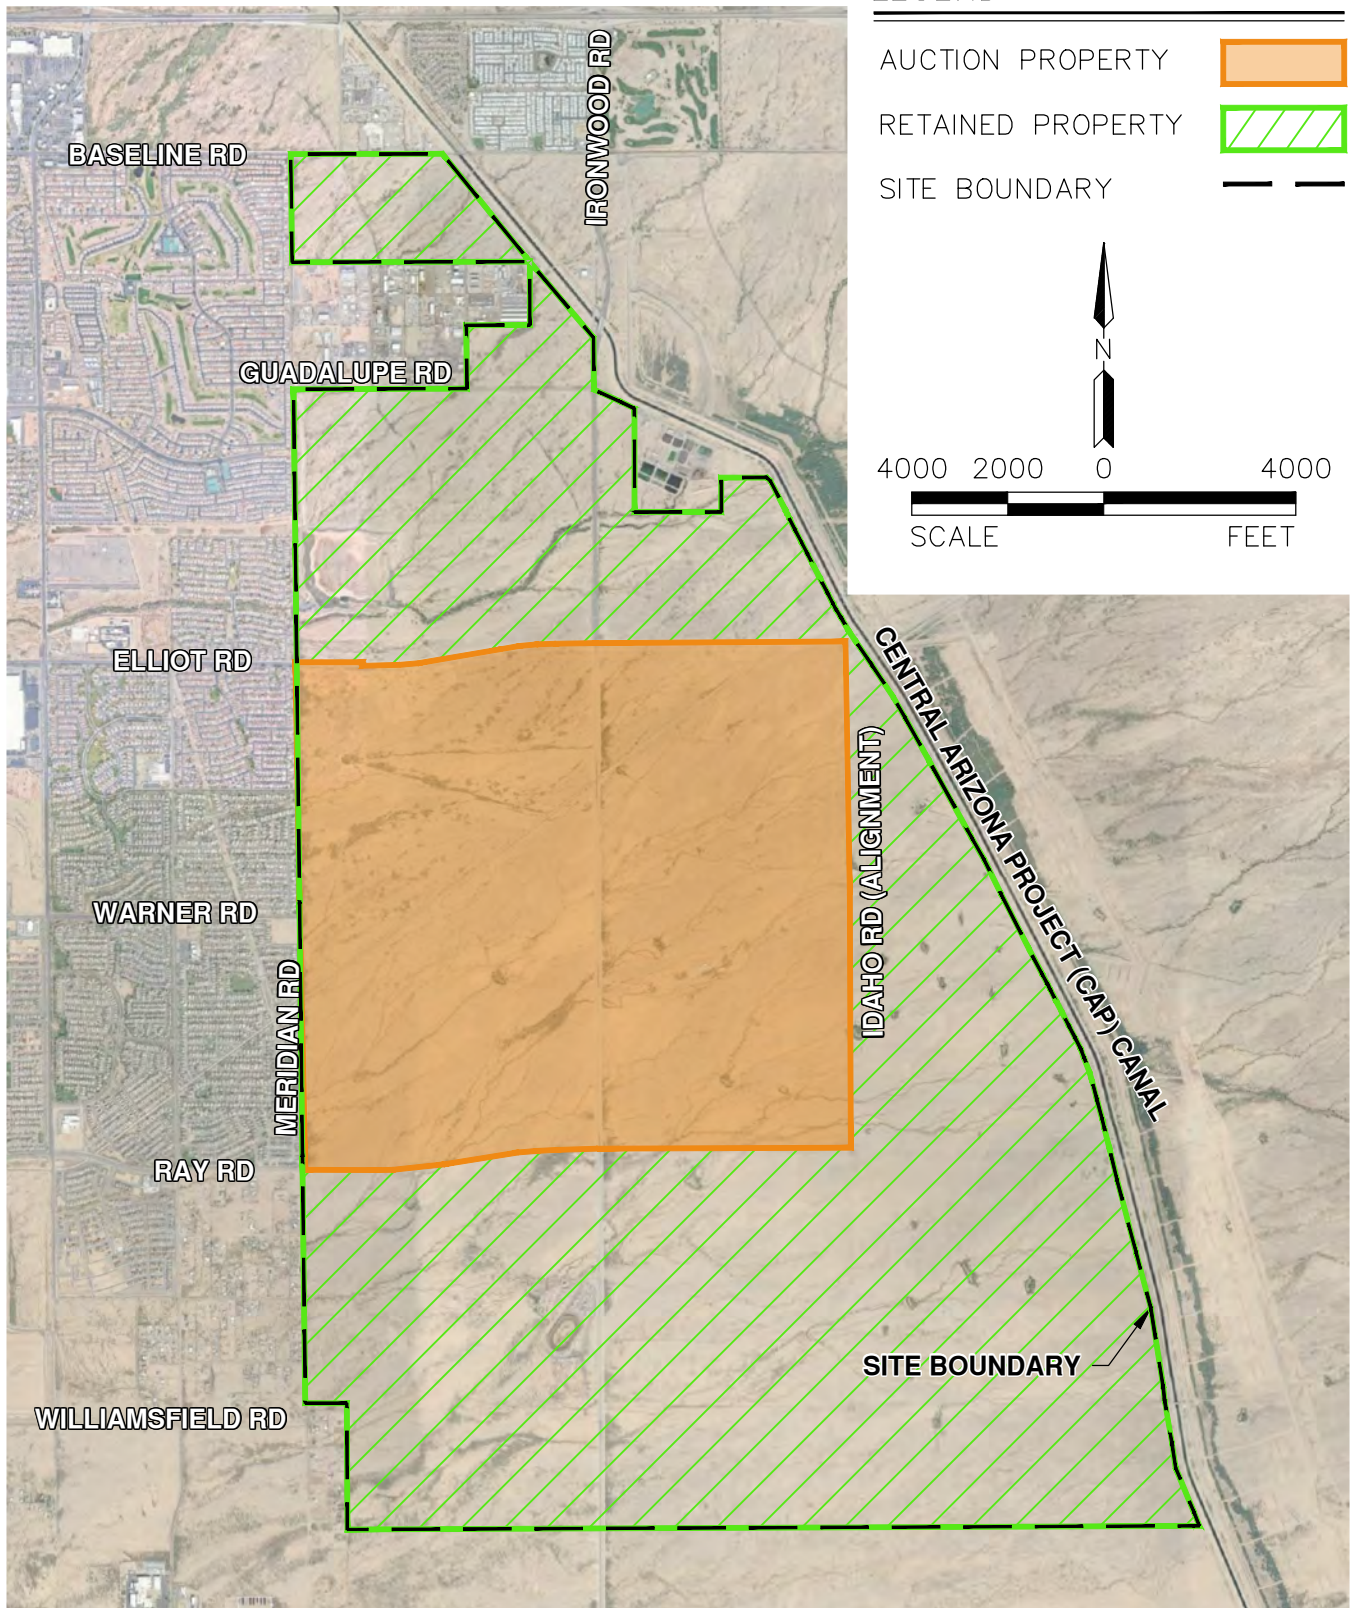 AUCTION PROPERTY
RETAINED PROPERTY
SITE BOUNDARY
N
4000 2000 0 4000
SCALE FEET
IRONWOOD RD
BASELINE RD
GUADALUPE RD
ELLIOT RD
CENTRAL ARIZONA PROJECT (CAP) CANAL
IDAHO RD (ALIGNMENT)
WARNER RD
MERIDIAN RD
RAY RD
SITE BOUNDARY
WILLIAMSFIELD RD